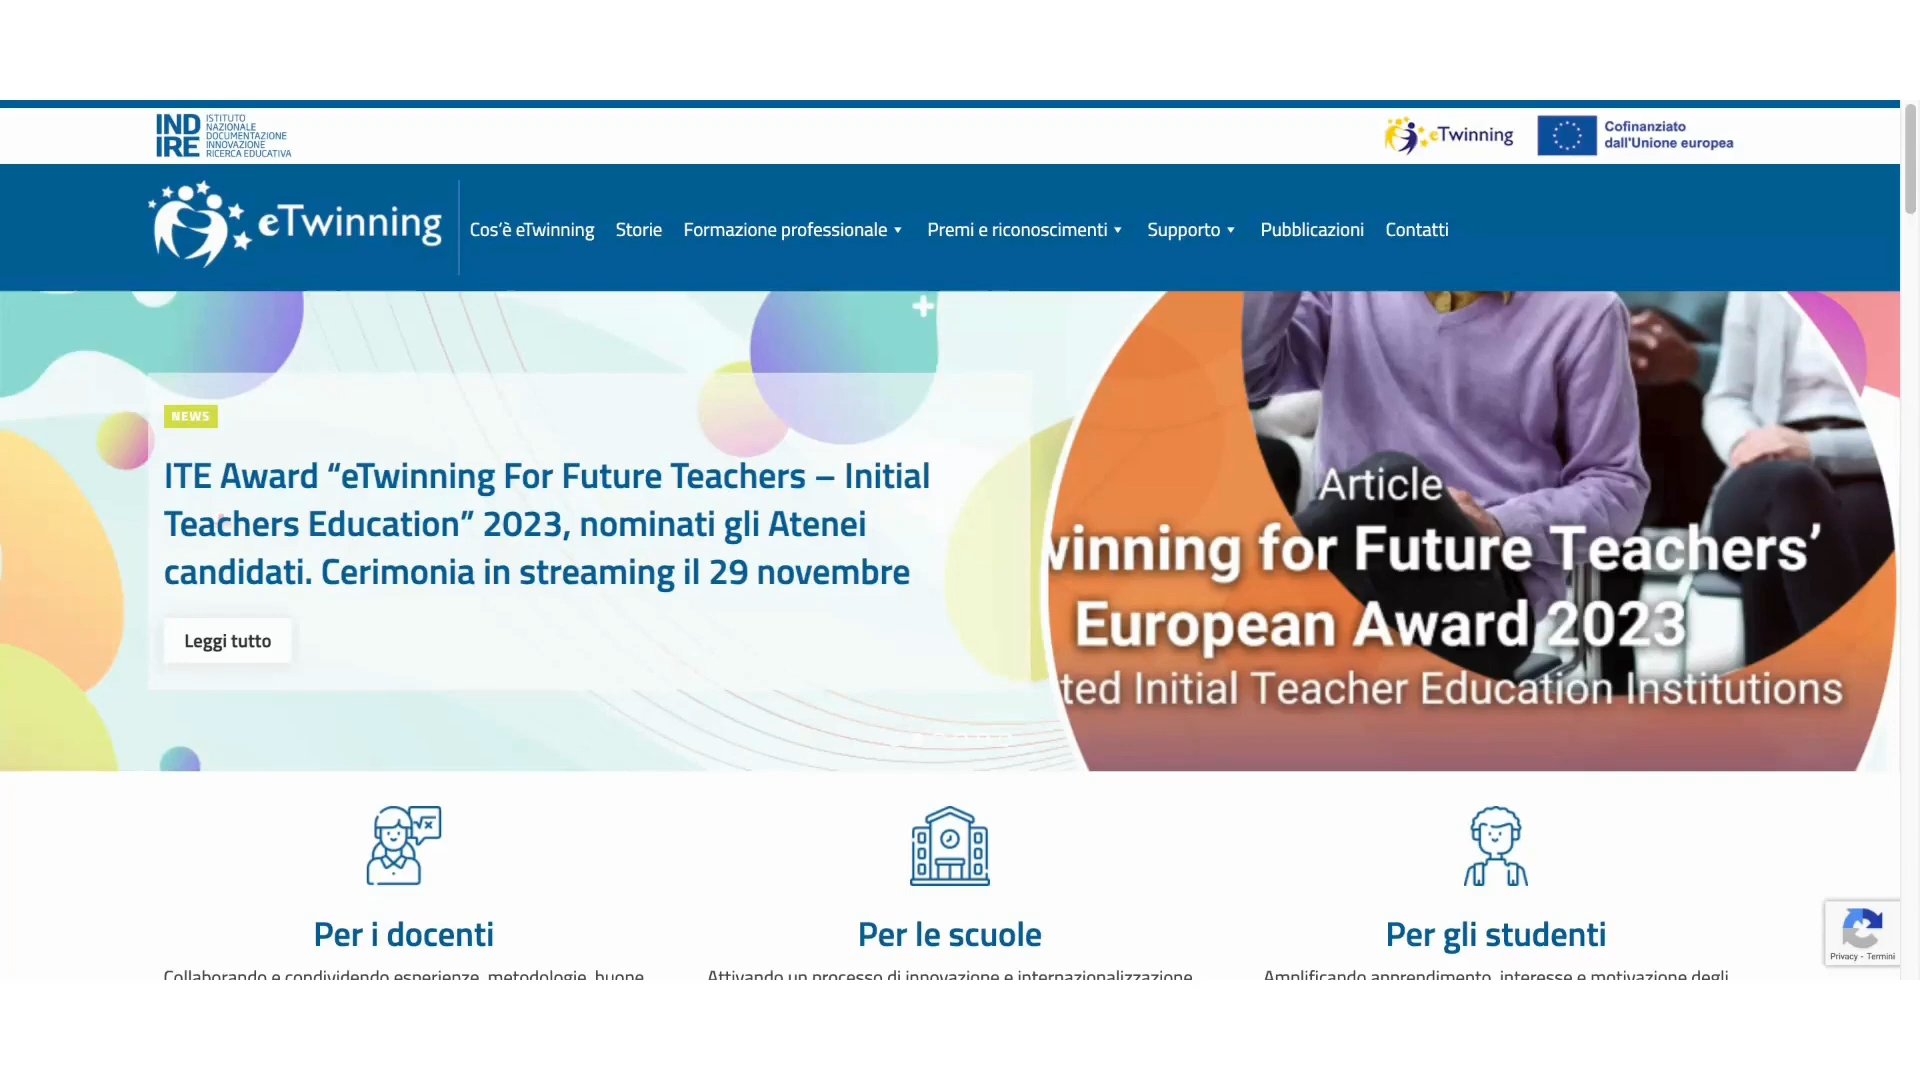 IND
IRE
ISTITUTO
NAZIONALE
DOCUMENTAZIONE
INNOVAZIONE
RICERCA EDUCATIVA
eTwinning
Cofinanziato
dall'Unione europea
eTwinning
Cos'è eTwinning Storie Formazione professionale Premi e riconoscimenti Supporto Pubblicazioni Contatti
NEWS
ITE Award “eTwinning For Future Teachers – Initial
Teachers Education” 2023, nominati gli Atenei
candidati. Cerimonia in streaming il 29 novembre
Leggi tutto
Article
winning for Future Teachers’
European Award 2023
ted Initial Teacher Education Institutions
Per i docenti
Per le scuole
Per gli studenti
Collaborando e condividendo esperienze, metodologie, buone
Attivando un processo di innovazione e internazionalizzazione
Amplificando apprendimento, interesse e motivazione degli
Privacy - Termini